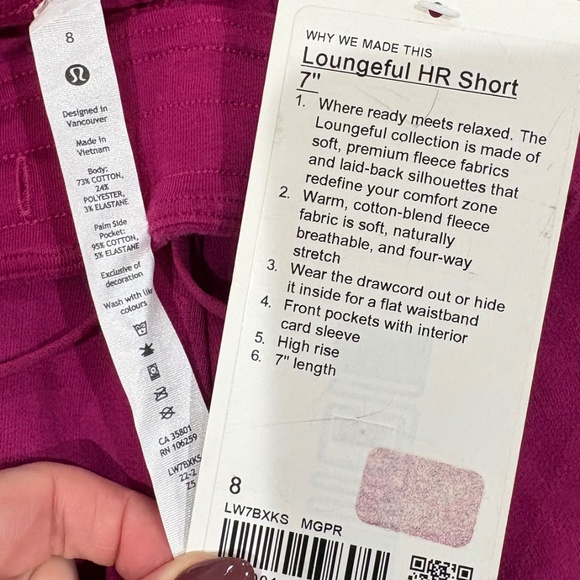 8
Designed in
Vancouver
Made in
Vietnam
Body:
73% COTTON,
24%
POLYESTER,
3% ELASTANE
Palm Side
Pocket:
95% COTTON,
5% ELASTANE
Exclusive of
decoration
Wash with like
colours
CA 35801
RN 106259
LW7BXKS
22-2
Z5
WHY WE MADE THIS
Loungeful HR Short
7"
1. Where ready meets relaxed. The
Loungeful collection is made of
soft, premium fleece fabrics
and laid-back silhouettes that
redefine your comfort zone
2. Warm, cotton-blend fleece
fabric is soft, naturally
breathable, and four-way
stretch
3. Wear the drawcord out or hide
it inside for a flat waistband
4. Front pockets with interior
card sleeve
5. High rise
6. 7" length
8
LW7BXKS MGPR